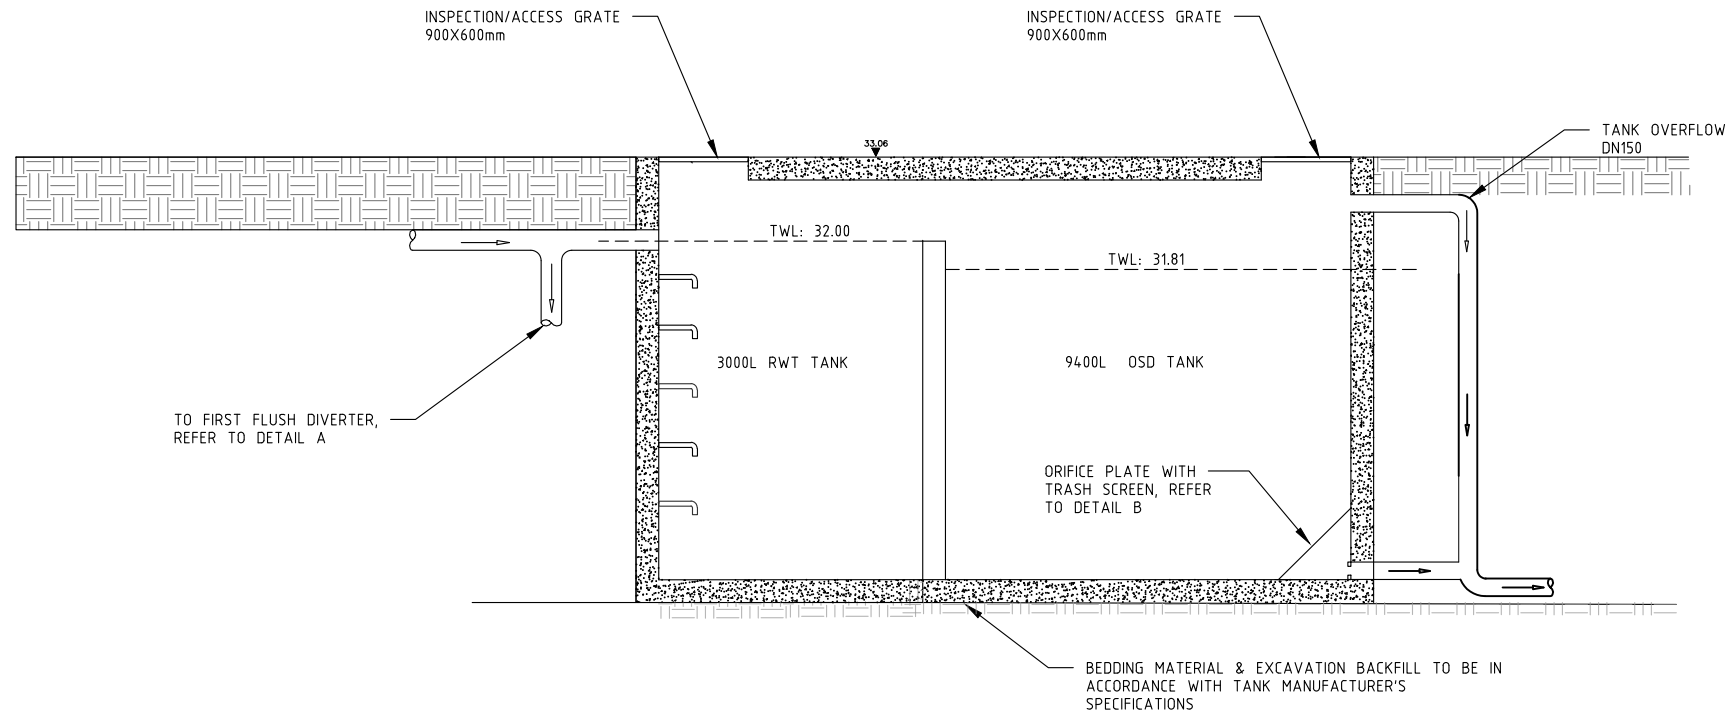 INSPECTION/ACCESS GRATE
900X600mm
INSPECTION/ACCESS GRATE
900X600mm
TANK OVERFLOW
DN150
33.06
TWL: 32.00
TWL: 31.81
3000L RWT TANK
9400L OSD TANK
TO FIRST FLUSH DIVERTER,
REFER TO DETAIL A
ORIFICE PLATE WITH
TRASH SCREEN, REFER
TO DETAIL B
BEDDING MATERIAL & EXCAVATION BACKFILL TO BE IN
ACCORDANCE WITH TANK MANUFACTURER'S
SPECIFICATIONS